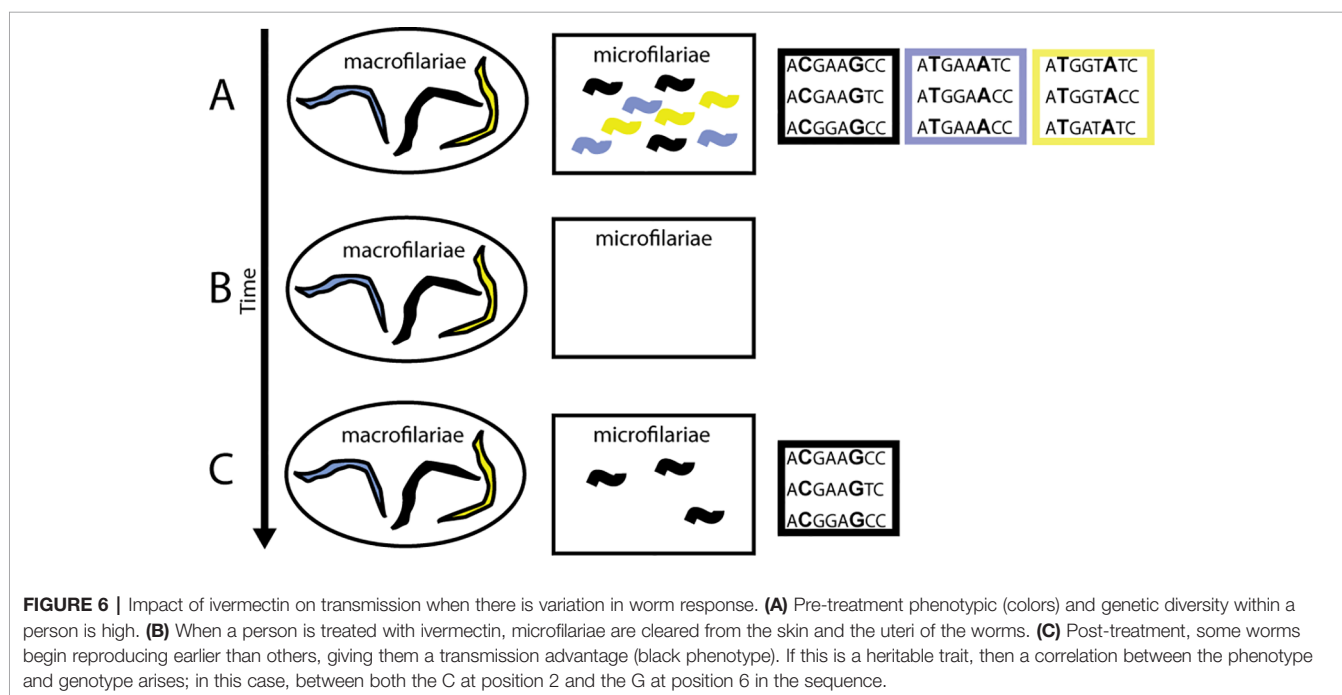 A
macrofilariae
microfilariae
ACGAAGCC
ACGAAGTC
ACGGAGCC
ATGAAATC
ATGGAACC
ATGAAACC
ATGGTATC
ATGGTACC
ATGATATC
B
Time
macrofilariae
microfilariae
C
macrofilariae
microfilariae
ACGAAGCC
ACGAAGTC
ACGGAGCC
FIGURE 6 | Impact of ivermectin on transmission when there is variation in worm response. (A) Pre-treatment phenotypic (colors) and genetic diversity within a
person is high. (B) When a person is treated with ivermectin, microfilariae are cleared from the skin and the uteri of the worms. (C) Post-treatment, some worms
begin reproducing earlier than others, giving them a transmission advantage (black phenotype). If this is a heritable trait, then a correlation between the phenotype
and genotype arises; in this case, between both the C at position 2 and the G at position 6 in the sequence.